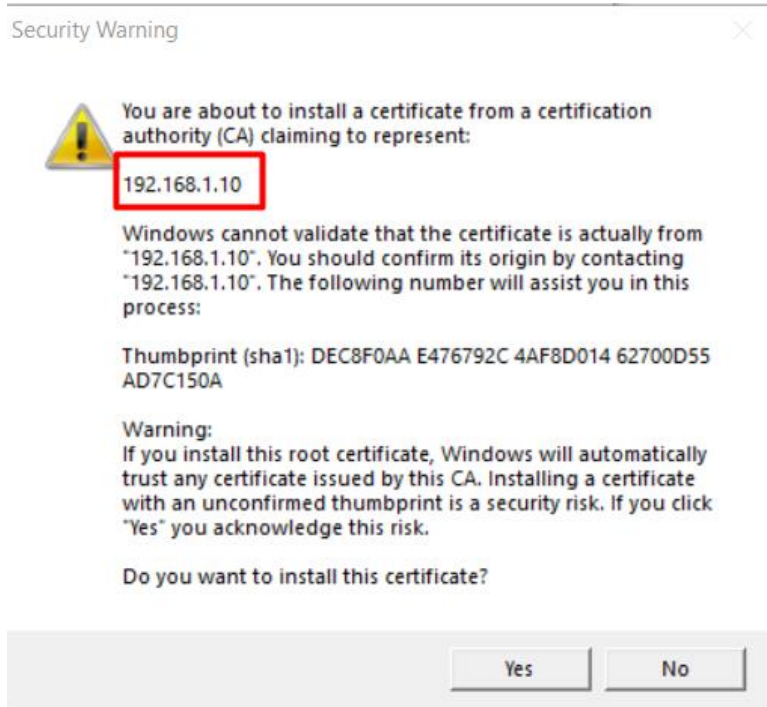 Security Warning
You are about to install a certificate from a certification
authority (CA) claiming to represent:
192.168.1.10
Windows cannot validate that the certificate is actually from
"192.168.1.10". You should confirm its origin by contacting
"192.168.1.10". The following number will assist you in this
process:
Thumbprint (sha1): DEC8F0AA E476792C 4AF8D014 62700D55
AD7C150A
Warning:
If you install this root certificate, Windows will automatically
trust any certificate issued by this CA. Installing a certificate
with an unconfirmed thumbprint is a security risk. If you click
"Yes" you acknowledge this risk.
Do you want to install this certificate?
Yes
No